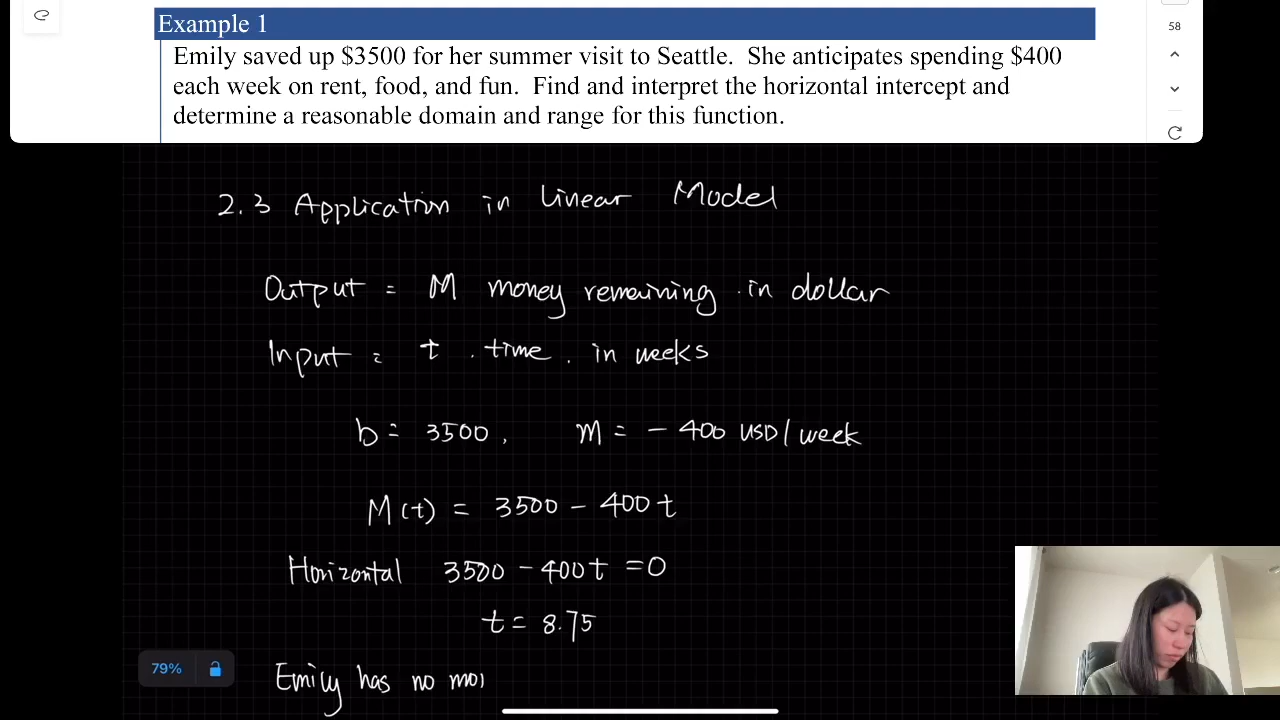 Example 1
58
Emily saved up $3500 for her summer visit to Seattle. She anticipates spending $400
each week on rent, food, and fun. Find and interpret the horizontal intercept and
determine a reasonable domain and range for this function.
2.3 Application in Linear Model
Output = M money remaining . in dollar
Input = t . time . in weeks
b = 3500, m = - 400 USD/week
M(t) = 3500 - 400t
Horizontal 3500 - 400t = 0
t = 8.75
79%
Emily has no mon